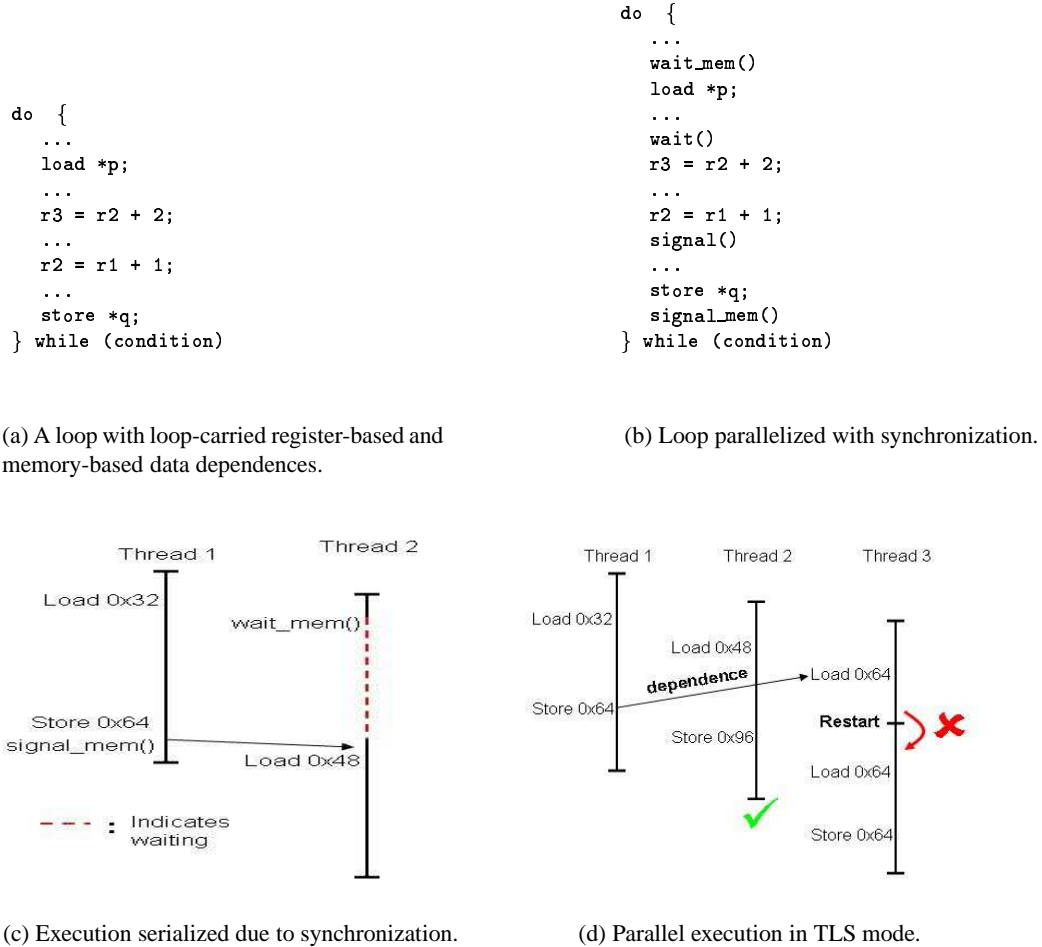 do {
...
load *p;
...
r3 = r2 + 2;
...
r2 = r1 + 1;
...
store *q;
} while (condition)
(a) A loop with loop-carried register-based and
memory-based data dependences.
do {
...
wait_mem()
load *p;
...
wait()
r3 = r2 + 2;
...
r2 = r1 + 1;
signal()
...
store *q;
signal_mem()
} while (condition)
(b) Loop parallelized with synchronization.
Thread 1
Thread 2
Load 0x32
wait_mem()
Store 0x64
signal_mem()
Load 0x48
: Indicates
waiting
(c) Execution serialized due to synchronization.
Thread 1
Thread 2
Thread 3
Load 0x32
Load 0x48
dependence
Load 0x64
Store 0x64
Restart
Store 0x96
Load 0x64
Store 0x64
(d) Parallel execution in TLS mode.